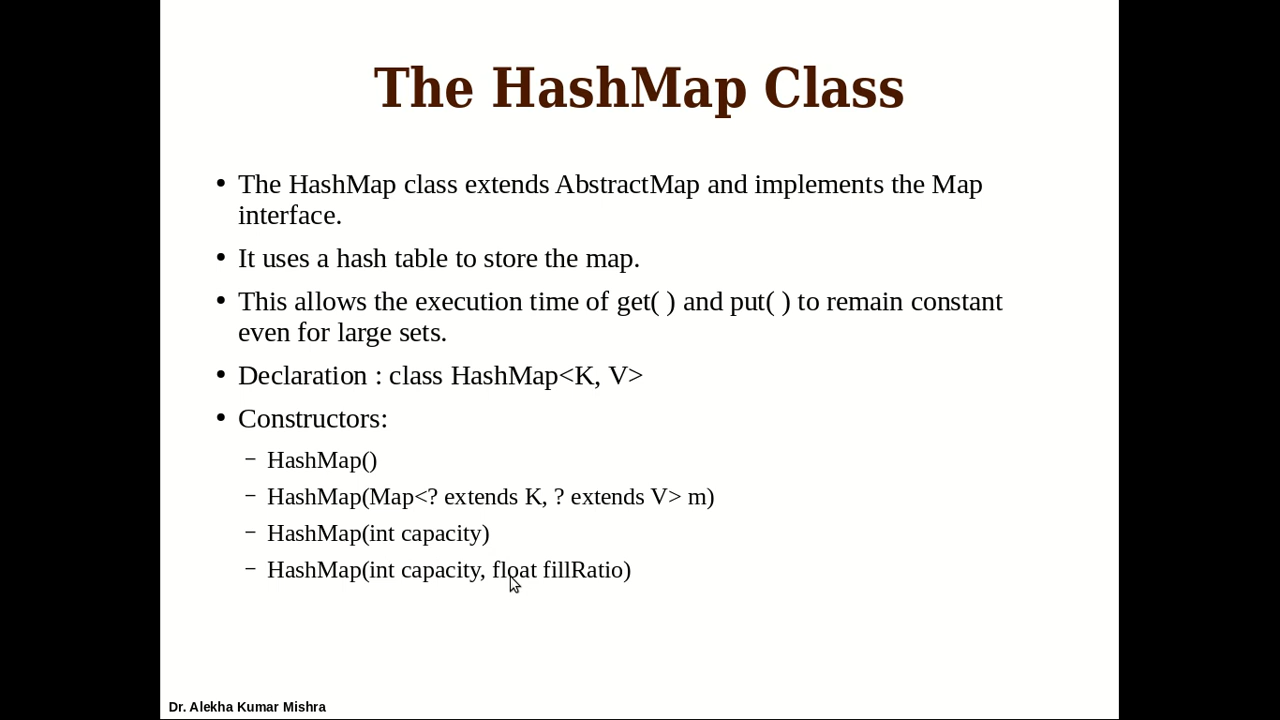 The HashMap Class
• The HashMap class extends AbstractMap and implements the Map
interface.
• It uses a hash table to store the map.
• This allows the execution time of get( ) and put( ) to remain constant
even for large sets.
• Declaration : class HashMap<K, V>
• Constructors:
– HashMap()
– HashMap(Map<? extends K, ? extends V> m)
– HashMap(int capacity)
– HashMap(int capacity, float fillRatio)
Dr. Alekha Kumar Mishra